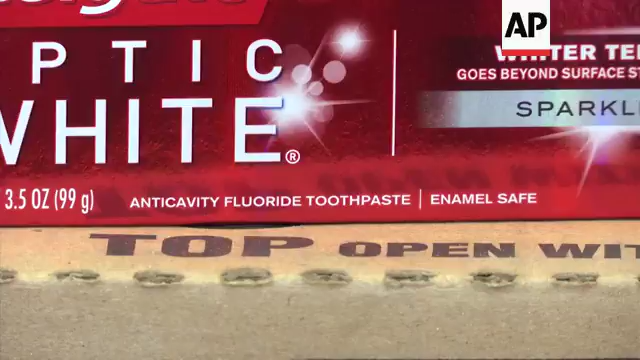 AP
PTIC
WHITE®
WHITER TE
GOES BEYOND SURFACE ST
SPARKL
3.5 OZ (99 g)
ANTICAVITY FLUORIDE TOOTHPASTE | ENAMEL SAFE
TOP OPEN WIT